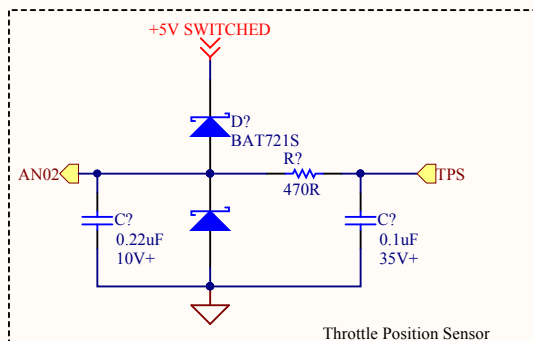 +5V SWITCHED
D?
BAT721S
R?
AN02
470R
TPS
C?
0.22uF
10V+
C?
0.1uF
35V+
Throttle Position Sensor